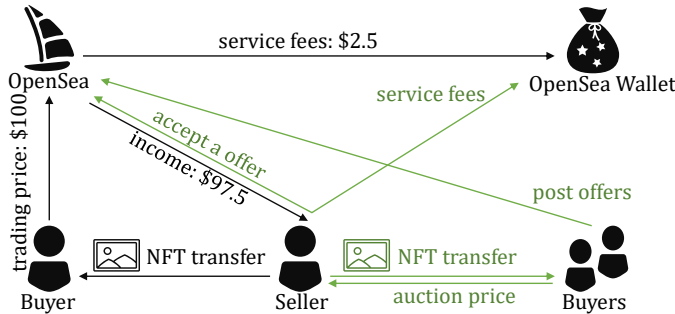 service fees: $2.5
OpenSea
OpenSea Wallet
service fees
trading price: $100
accept a offer
income: $97.5
post offers
NFT transfer
NFT transfer
auction price
Buyer
Seller
Buyers